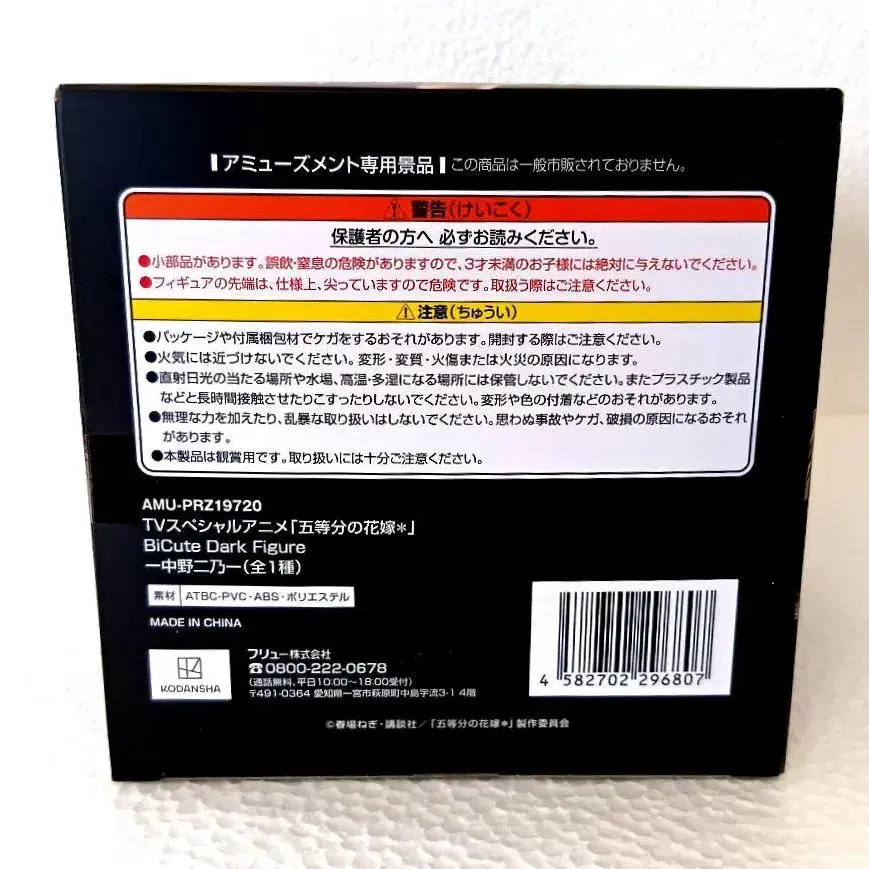 アミューズメント専用景品 この商品は一般市販されておりません。
⚠警告(けいこく)
保護者の方へ 必ずお読みください。
●小部品があります。誤飲・窒息の危険がありますので、3才未満のお子様には絶対に与えないでください。
●フィギュアの先端は、仕様上、尖っていますので危険です。取扱う際はご注意ください。
⚠注意(ちゅうい)
●パッケージや付属梱包材でケガをするおそれがあります。開封する際はご注意ください。
●火気には近づけないでください。変形・変質・火傷または火災の原因になります。
●直射日光の当たる場所や水場、高温・多湿になる場所には保管しないでください。またプラスチック製品
などと長時間接触させたりこすったりしないでください。変形や色の付着などのおそれがあります。
●無理な力を加えたり、乱暴な取り扱いはしないでください。思わぬ事故やケガ、破損の原因になるおそれ
があります。
●本製品は観賞用です。取り扱いには十分ご注意ください。
AMU-PRZ19720
TVスペシャルアニメ「五等分の花嫁*」
BiCute Dark Figure
ー中野二乃ー(全1種)
素材 ATBC-PVC・ABS・ポリエステル
MADE IN CHINA
KODANSHA
フリュー株式会社
☎0800-222-0678
(通話無料、平日10:00～18:00受付)
〒491-0364 愛知県一宮市萩原町中島字流3-1 4階
4 582702 296807
©春場ねぎ・講談社/「五等分の花嫁*」製作委員会